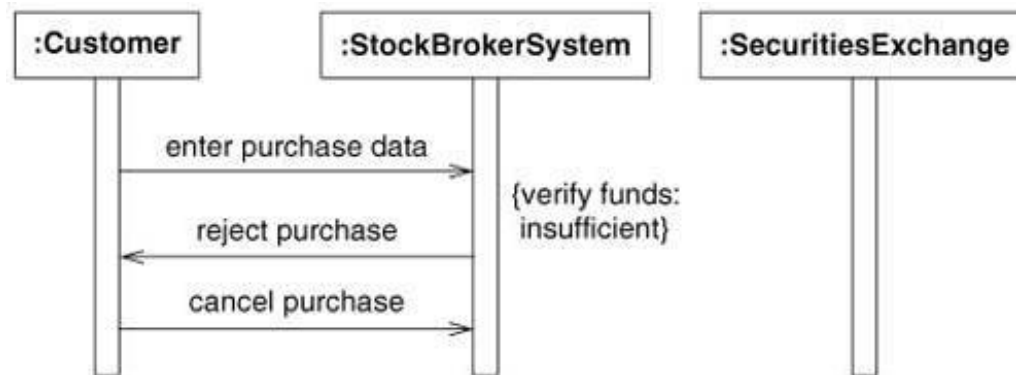 :Customer
:StockBrokerSystem
:SecuritiesExchange
enter purchase data
{verify funds:
insufficient}
reject purchase
cancel purchase